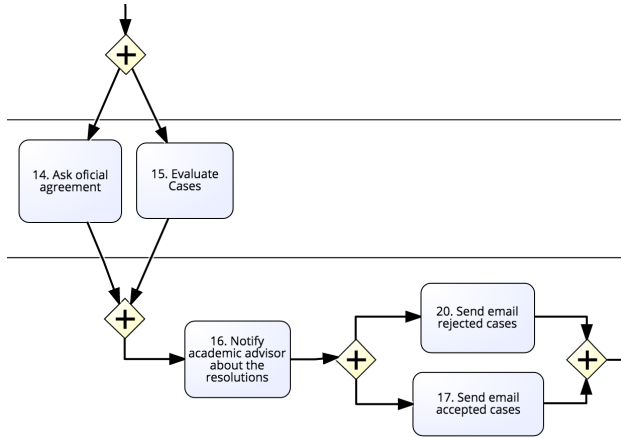 14. Ask oficial
agreement
15. Evaluate
Cases
16. Notify
academic advisor
about the
resolutions
20. Send email
rejected cases
17. Send email
accepted cases